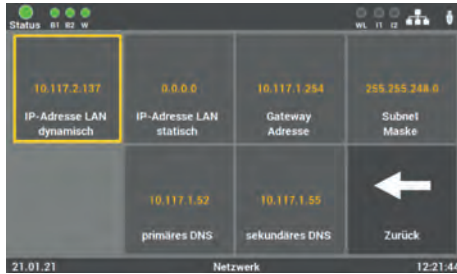 Status B1 B2 W WL I1 I2
10.117.2.137 0.0.0.0 10.117.1.254 255.255.248.0
IP-Adresse LAN IP-Adresse LAN Gateway Subnet
dynamisch statisch Adresse Maske
10.117.1.52 10.117.1.55
primäres DNS sekundäres DNS Zurück
21.01.21 Netzwerk 12:21:44